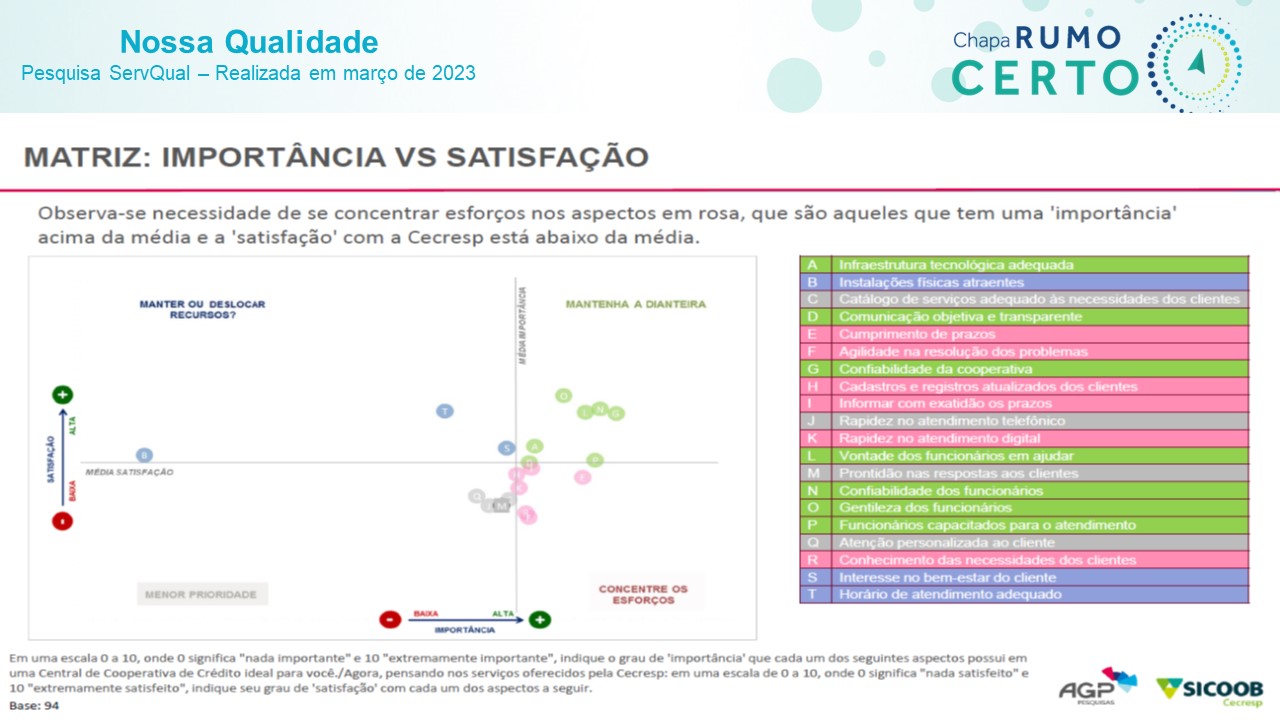 Nossa Qualidade
Pesquisa ServQual – Realizada em março de 2023
Chapa RUMO
CERTO
MATRIZ: IMPORTÂNCIA VS SATISFAÇÃO
Observa-se necessidade de se concentrar esforços nos aspectos em rosa, que são aqueles que tem uma 'importância'
acima da média e a 'satisfação' com a Cecresp está abaixo da média.
MANTER OU DESLOCAR
RECURSOS?
MÉDIA IMPORTÂNCIA
MANTENHA A DIANTEIRA
SATISFAÇÃO
ALTA
BAIXA
MÉDIA SATISFAÇÃO
B
T
S
O
N
G
A
P
E
K
Q
M
MENOR PRIORIDADE
CONCENTRE OS
ESFORÇOS
BAIXA
ALTA
IMPORTÂNCIA
A Infraestrutura tecnológica adequada
B Instalações físicas atraentes
C Catálogo de serviços adequado às necessidades dos clientes
D Comunicação objetiva e transparente
E Cumprimento de prazos
F Agilidade na resolução dos problemas
G Confiabilidade da cooperativa
H Cadastros e registros atualizados dos clientes
I Informar com exatidão os prazos
J Rapidez no atendimento telefônico
K Rapidez no atendimento digital
L Vontade dos funcionários em ajudar
M Prontidão nas respostas aos clientes
N Confiabilidade dos funcionários
O Gentileza dos funcionários
P Funcionários capacitados para o atendimento
Q Atenção personalizada ao cliente
R Conhecimento das necessidades dos clientes
S Interesse no bem-estar do cliente
T Horário de atendimento adequado
Em uma escala 0 a 10, onde 0 significa "nada importante" e 10 "extremamente importante", indique o grau de 'importância' que cada um dos seguintes aspectos possui em
uma Central de Cooperativa de Crédito ideal para você./Agora, pensando nos serviços oferecidos pela Cecresp: em uma escala de 0 a 10, onde 0 significa "nada satisfeito" e
10 "extremamente satisfeito", indique seu grau de 'satisfação' com cada um dos aspectos a seguir.
Base: 94
AGP
PESQUISAS
SICOOB
Cecresp